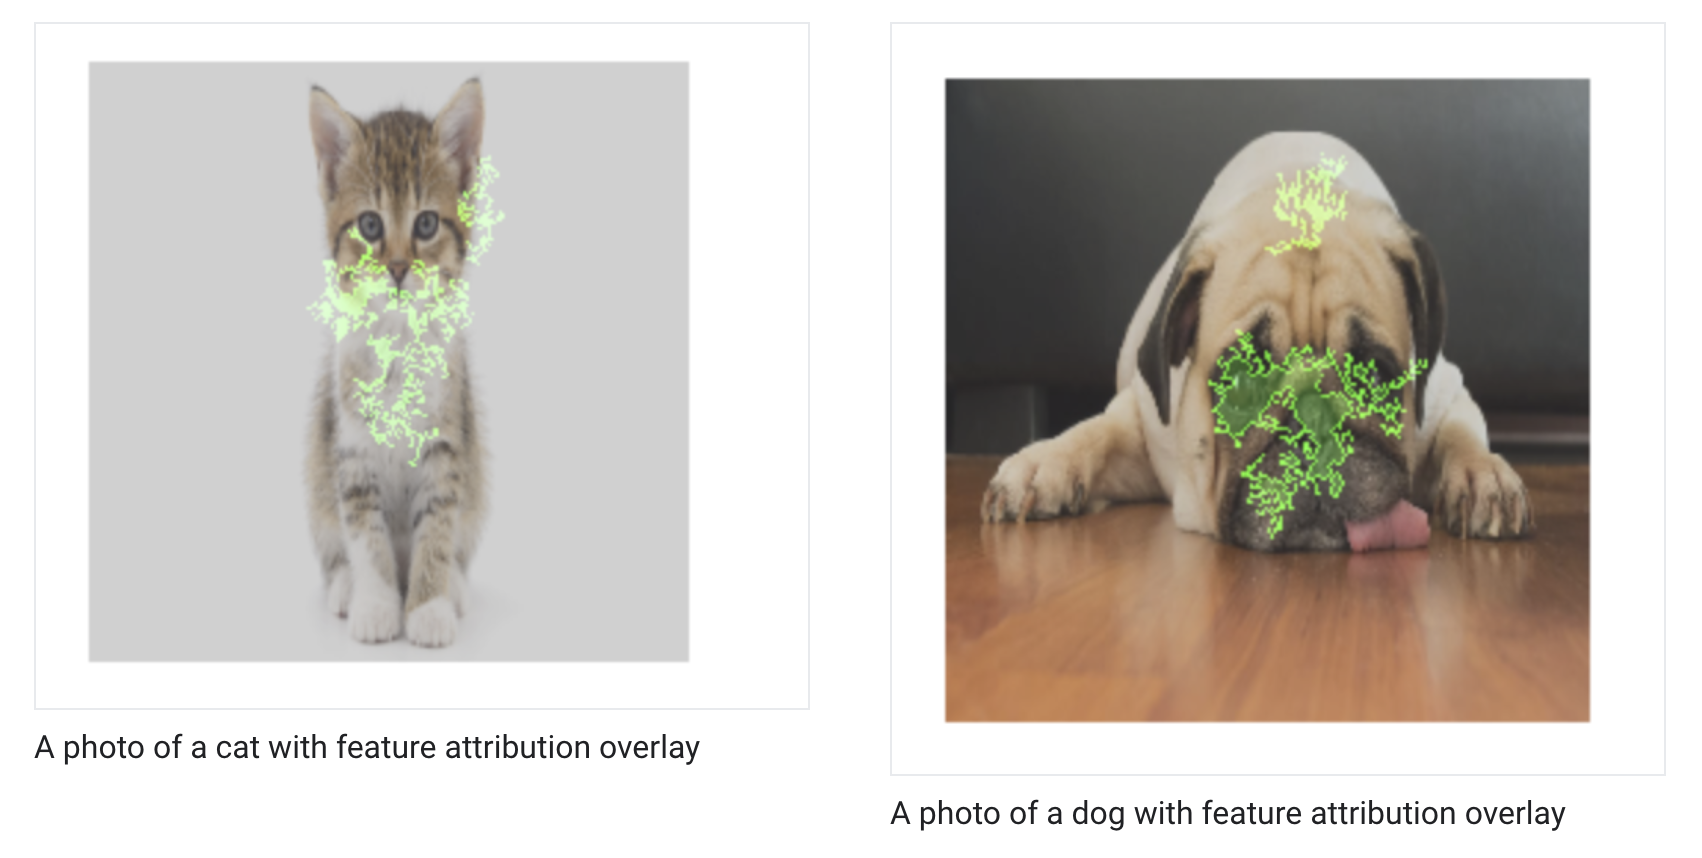 A photo of a cat with feature attribution overlay
A photo of a dog with feature attribution overlay